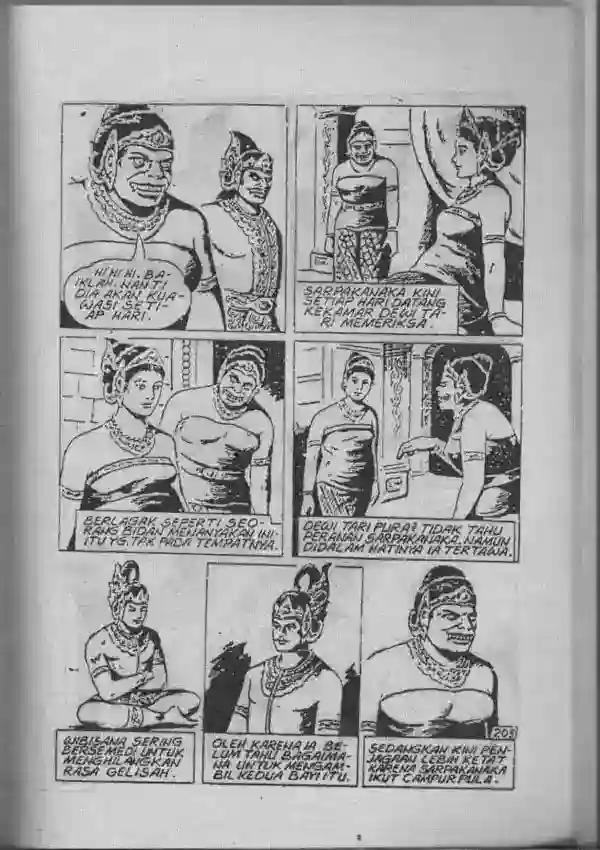 HI HI HI. BA-
IKLAH. NANTI
DIA AKAN KUA-
WASI SETI-
AP HARI.
SARPAKANAKA KINI
SETIAP HARI DATANG
KEKAMAR DEWI TA-
RI MEMERIKSA.
BERLAGAK SEPERTI SEO-
RANG BIDAN MENANYAKAN INI-
ITU YG. TAK PADA TEMPATNYA.
DEWI TARI PURA2 TIDAK TAHU
PERANAN SARPAKANAKA. NAMUN
DIDALAM HATINYA IA TERTAWA.
WIBISANA SERING
BERSEMEDI UNTUK
MENGHILANGKAN
RASA GELISAH.
OLEH KARENA IA BE-
LUM TAHU BAGAIMA-
NA UNTUK MENGAM-
BIL KEDUA BAYI ITU.
203
SEDANGKAN KINI PEN-
JAGAAN LEBIH KETAT
KARENA SARPAKANAKA
IKUT CAMPUR PULA.